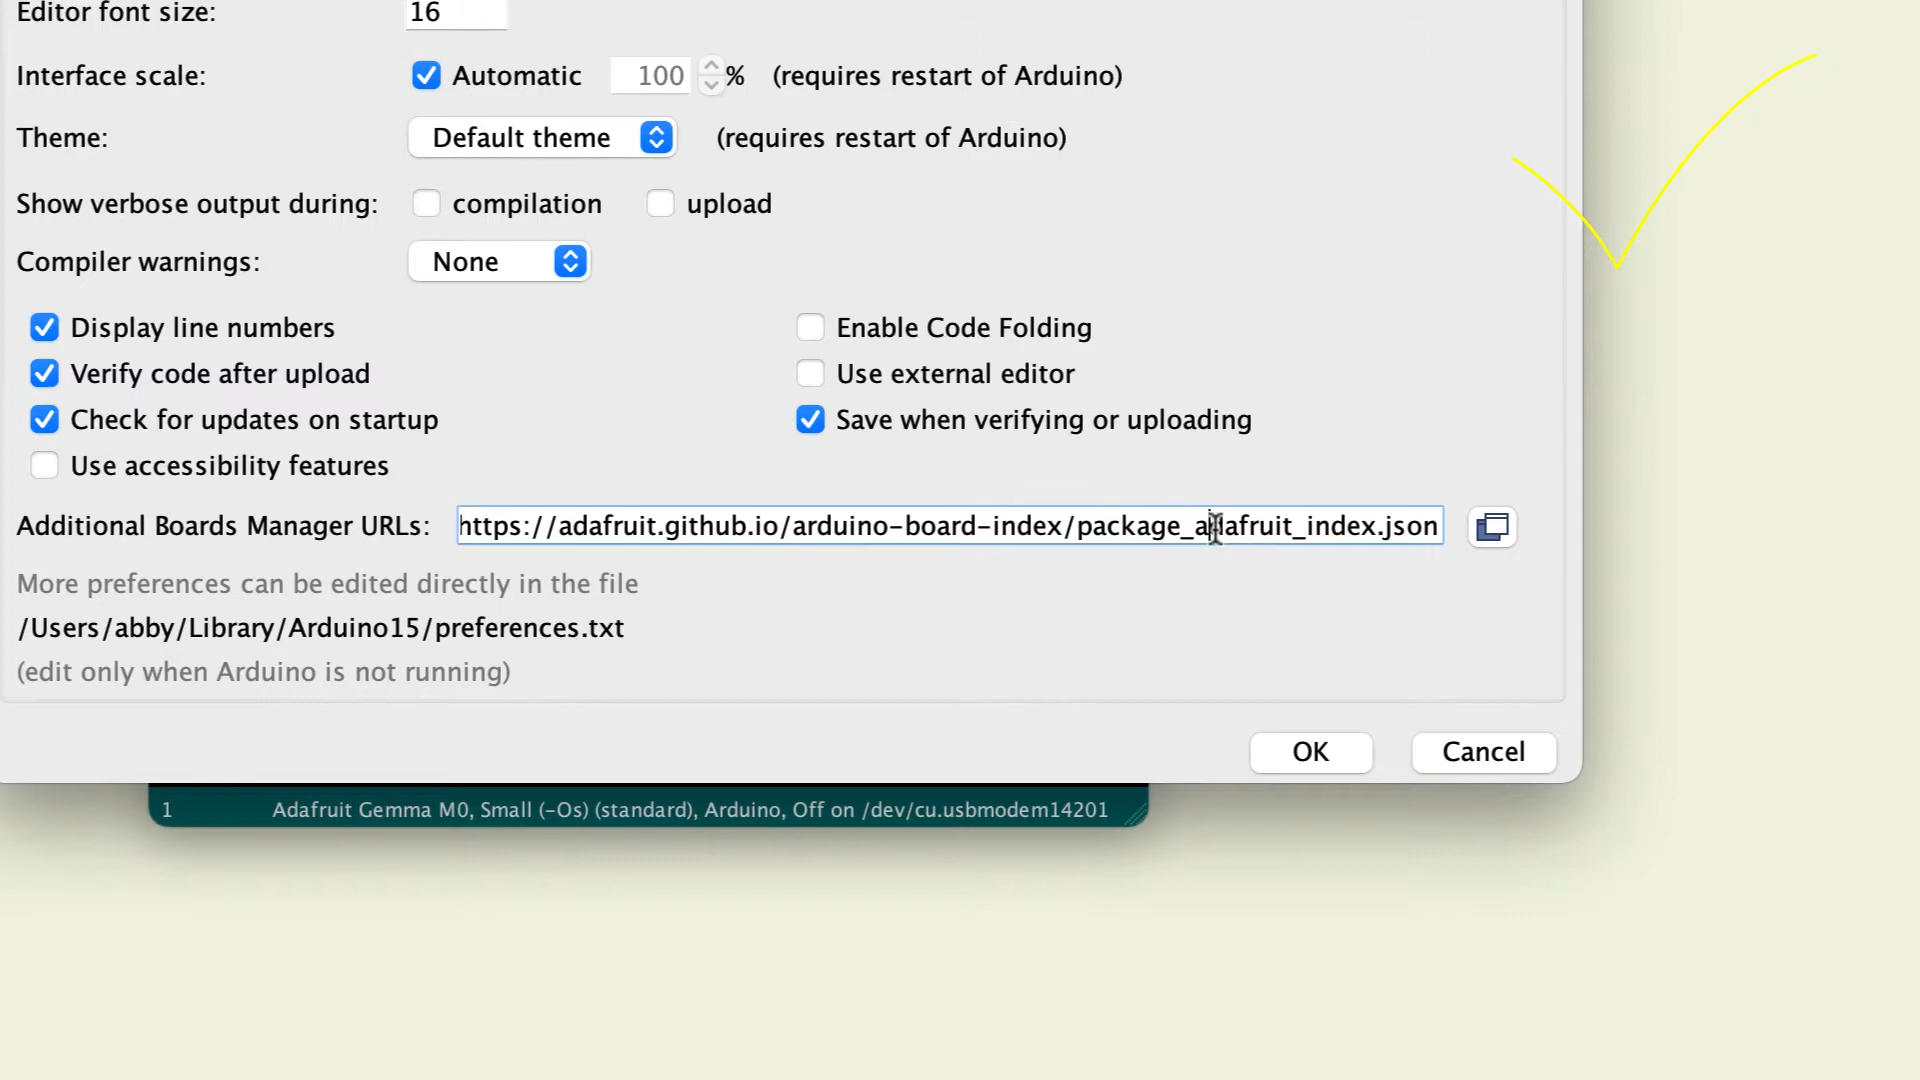 Editor font size: 16
Interface scale: Automatic 100 % (requires restart of Arduino)
Theme: Default theme (requires restart of Arduino)
Show verbose output during: compilation upload
Compiler warnings: None
Display line numbers Enable Code Folding
Verify code after upload Use external editor
Check for updates on startup Save when verifying or uploading
Use accessibility features
Additional Boards Manager URLs: https://adafruit.github.io/arduino-board-index/package_adafruit_index.json
More preferences can be edited directly in the file
/Users/abby/Library/Arduino15/preferences.txt
(edit only when Arduino is not running)
OK Cancel
1 Adafruit Gemma M0, Small (-Os) (standard), Arduino, Off on /dev/cu.usbmodem14201